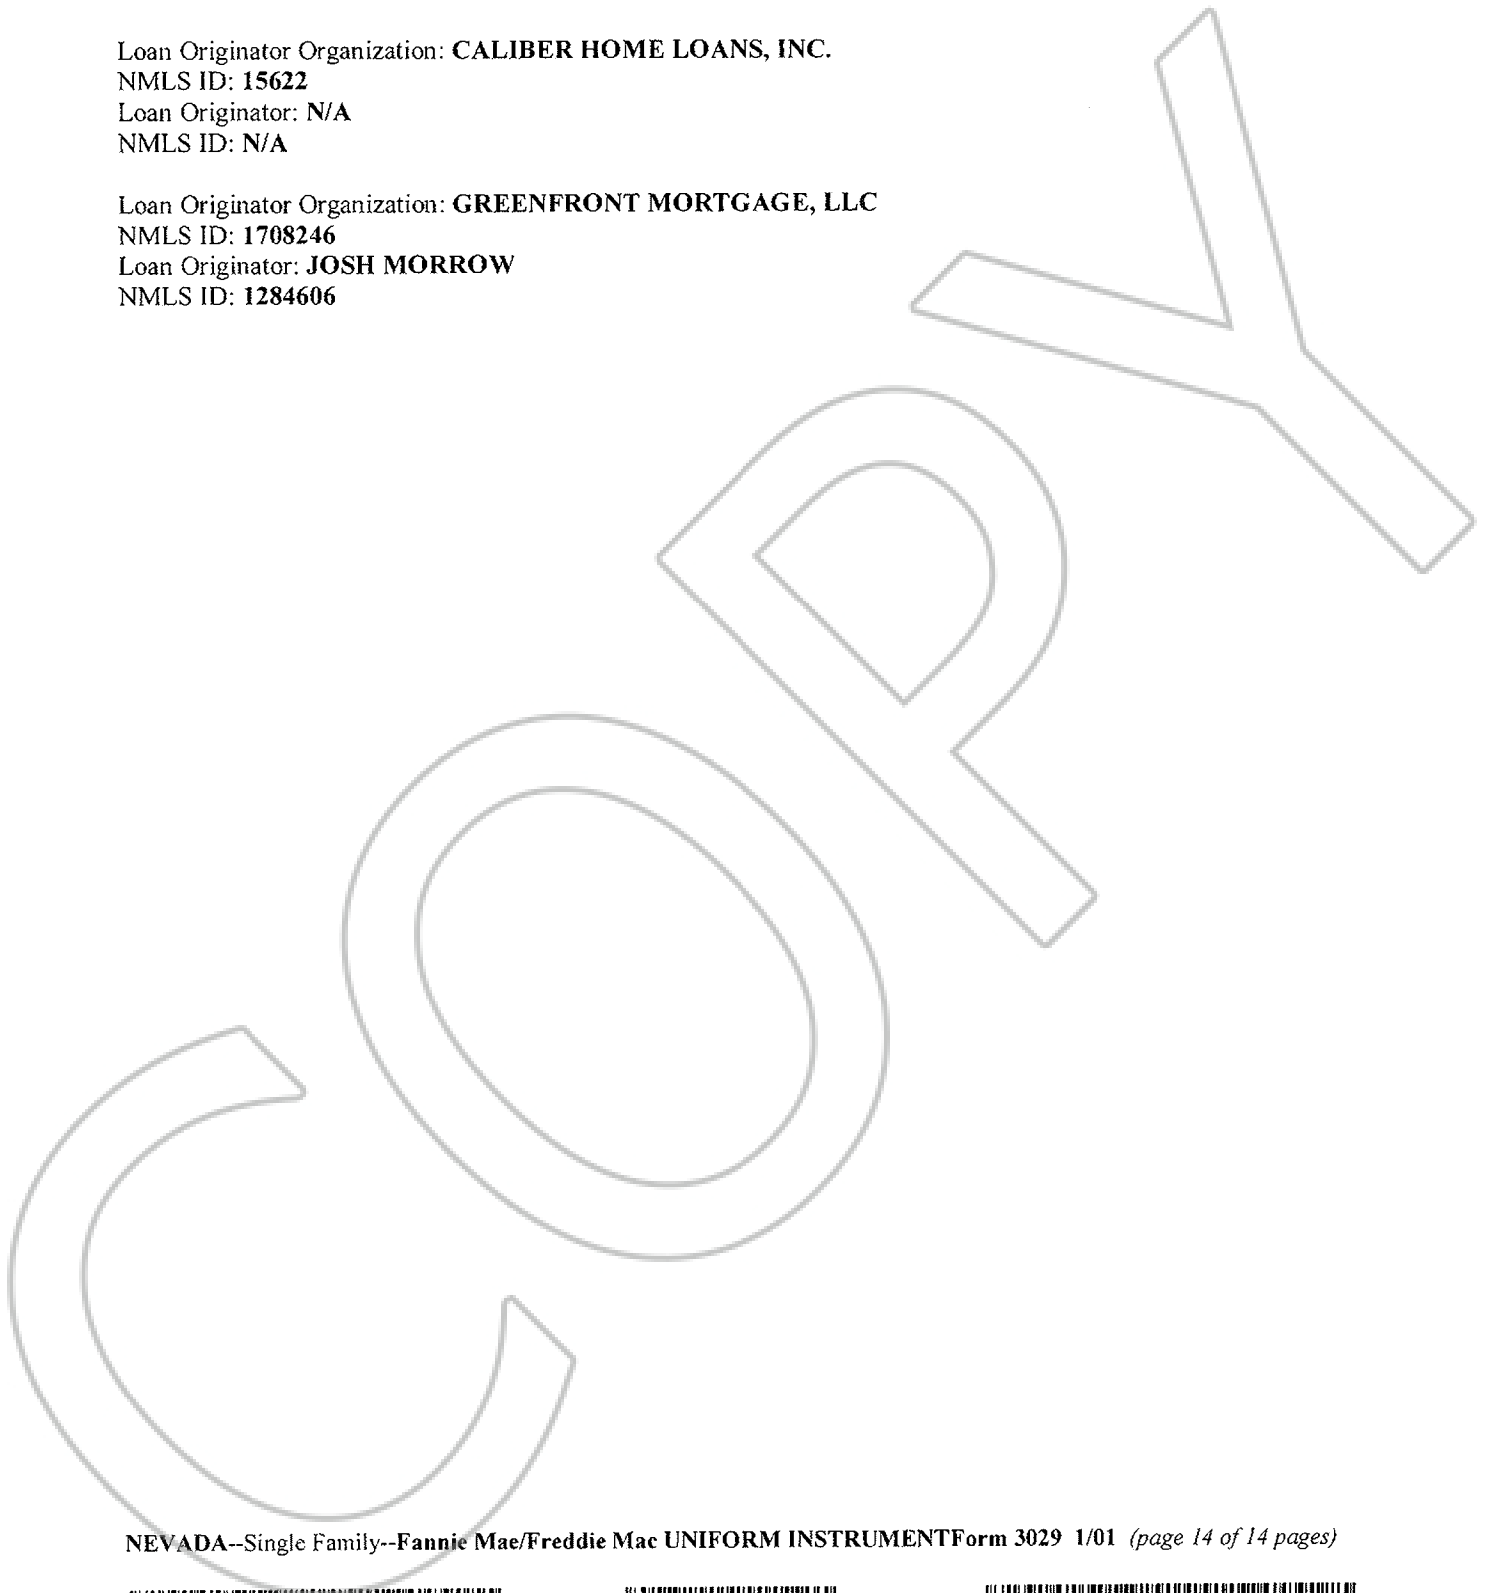 Loan Originator Organization: CALIBER HOME LOANS, INC.
NMLS ID: 15622
Loan Originator: N/A
NMLS ID: N/A
Loan Originator Organization: GREENFRONT MORTGAGE, LLC
NMLS ID: 1708246
Loan Originator: JOSH MORROW
NMLS ID: 1284606
COPY
NEVADA--Single Family--Fannie Mae/Freddie Mac UNIFORM INSTRUMENTForm 3029 1/01 (page 14 of 14 pages)